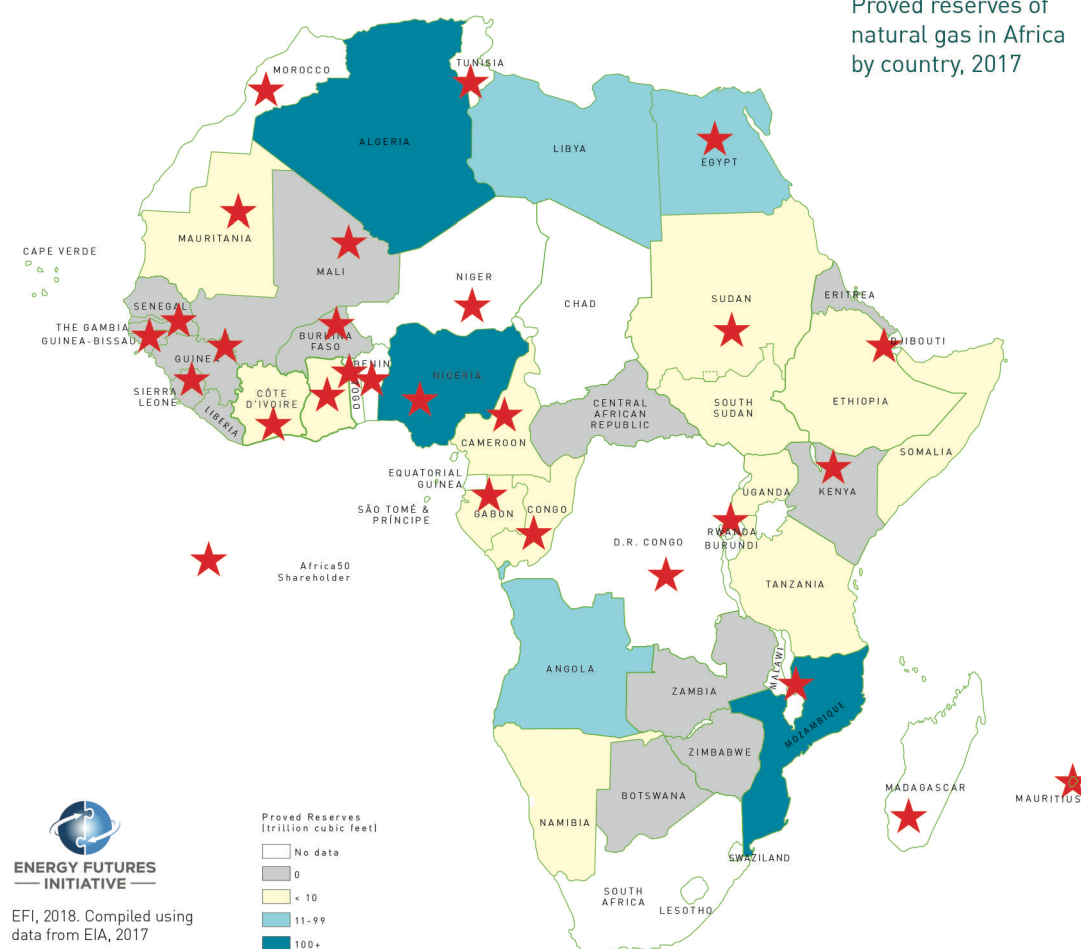 Proved reserves of
natural gas in Africa
by country, 2017
MOROCCO
TUNISIA
ALGERIA
LIBYA
EGYPT
MAURITANIA
MALI
CAPE VERDE
NIGER
CHAD
SUDAN
ERITREA
SENEGAL
THE GAMBIA
GUINEA-BISSAU
BURKINA
FASO
DJIBOUTI
GUINEA
BENIN
NIGERIA
SIERRA
LEONE
CÔTE
D'IVOIRE
TOGO
LIBERIA
CENTRAL
AFRICAN
REPUBLIC
SOUTH
SUDAN
ETHIOPIA
CAMEROON
SOMALIA
EQUATORIAL
GUINEA
UGANDA
KENYA
SÃO TOMÉ &
PRÍNCIPE
GABON
CONGO
RWANDA
BURUNDI
D.R. CONGO
Africa50
Shareholder
TANZANIA
ANGOLA
MALAWI
ZAMBIA
MOZAMBIQUE
ZIMBABWE
BOTSWANA
MADAGASCAR
MAURITIUS
NAMIBIA
SWAZILAND
SOUTH
AFRICA
LESOTHO
ENERGY FUTURES
INITIATIVE
EFI, 2018. Compiled using
data from EIA, 2017
Proved Reserves
(trillion cubic feet)
No data
0
< 10
11-99
100+